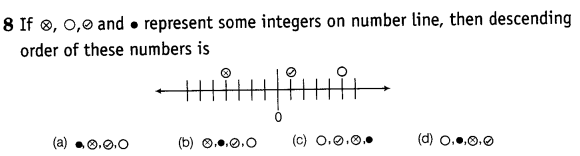 8 If ⊗, ○,⊘ and ● represent some integers on number line, then descending
order of these numbers is
⊗ ⊘ ○
0
(a) ●,⊗,⊘,○ (b) ⊗,●,⊘,○ (c) ○,⊘,⊗,● (d) ○,●,⊗,⊘